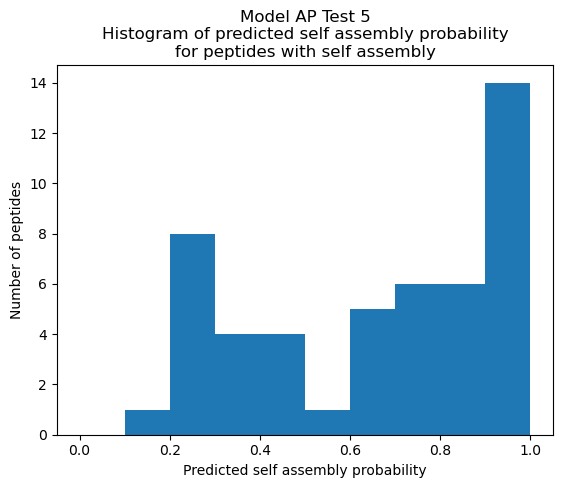 Model AP Test 5
Histogram of predicted self assembly probability
for peptides with self assembly
14
12
10
8
6
4
2
0
Number of peptides
0.0 0.2 0.4 0.6 0.8 1.0
Predicted self assembly probability